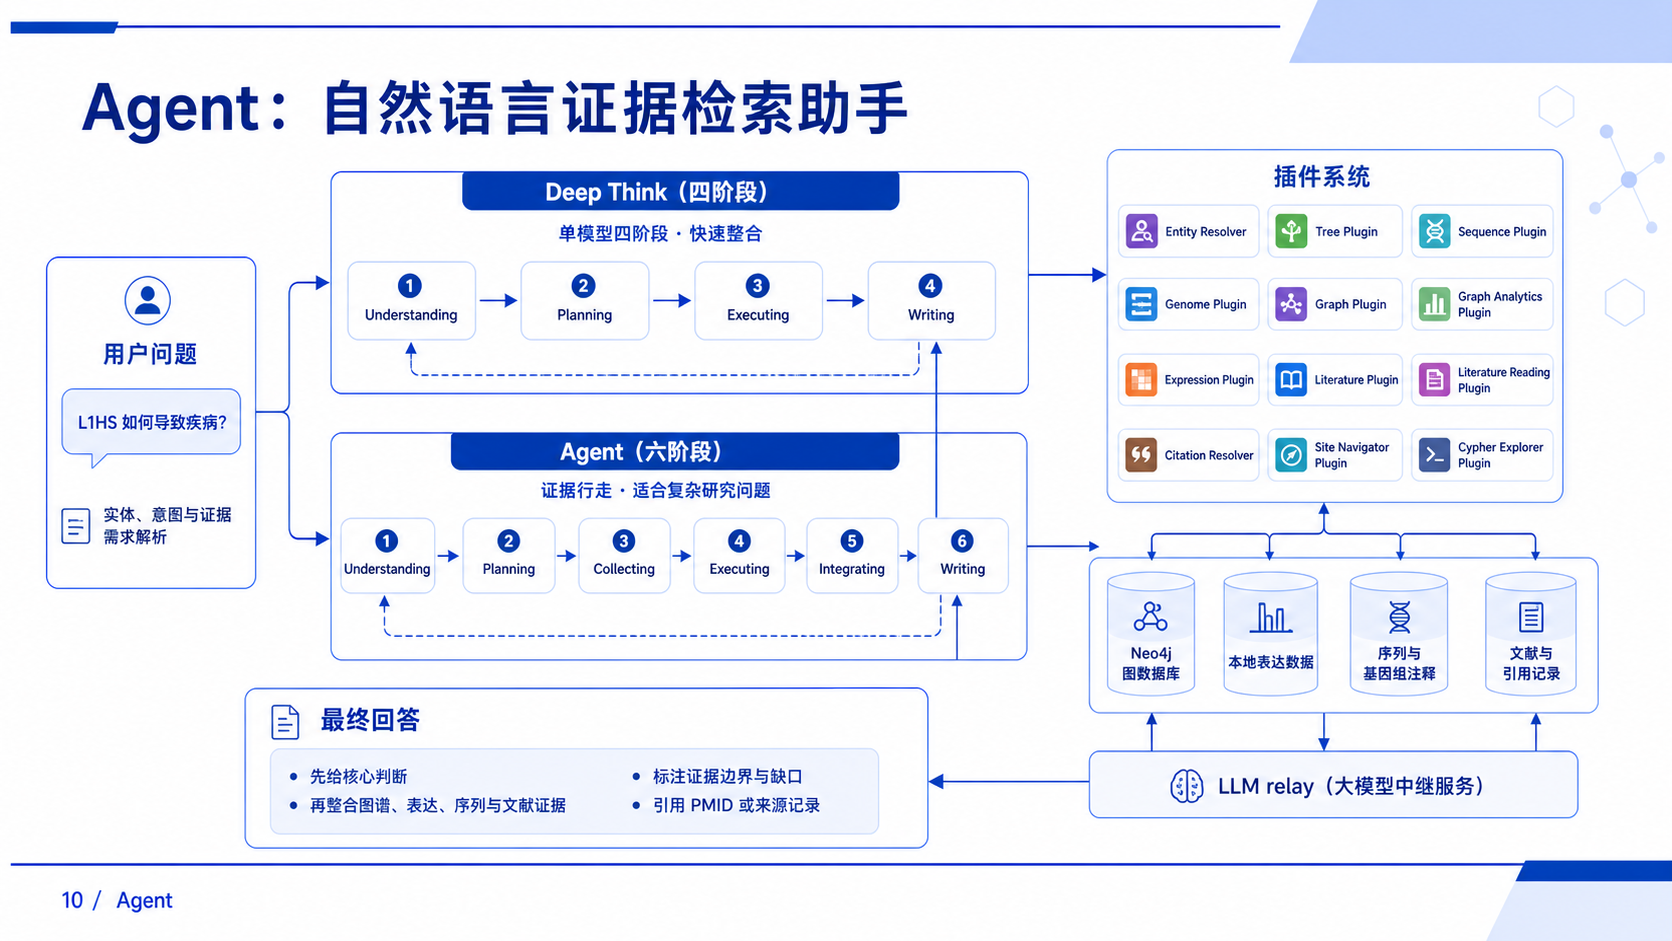 Agent：自然语言证据检索助手
用户问题
L1HS 如何导致疾病？
实体、意图与证据
需求解析
Deep Think（四阶段）
单模型四阶段 · 快速整合
1
Understanding
2
Planning
3
Executing
4
Writing
Agent（六阶段）
证据行走 · 适合复杂研究问题
1
Understanding
2
Planning
3
Collecting
4
Executing
5
Integrating
6
Writing
插件系统
Entity Resolver
Tree Plugin
Sequence Plugin
Genome Plugin
Graph Plugin
Graph Analytics
Plugin
Expression Plugin
Literature Plugin
Literature Reading
Plugin
Citation Resolver
Site Navigator
Plugin
Cypher Explorer
Plugin
Neo4j
图数据库
本地表达数据
序列与
基因组注释
文献与
引用记录
LLM relay（大模型中继服务）
最终回答
• 先给核心判断
• 再整合图谱、表达、序列与文献证据
• 标注证据边界与缺口
• 引用 PMID 或来源记录
10 / Agent